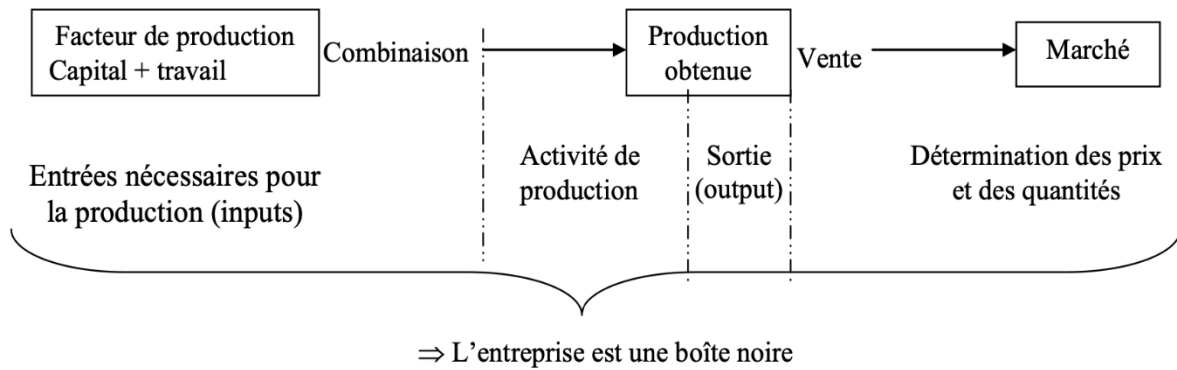 Facteur de production
Capital + travail
Combinaison
Production
obtenue
Vente
Marché
Entrées nécessaires pour
la production (inputs)
Activité de
production
Sortie
(output)
Détermination des prix
et des quantités
⇒ L’entreprise est une boîte noire